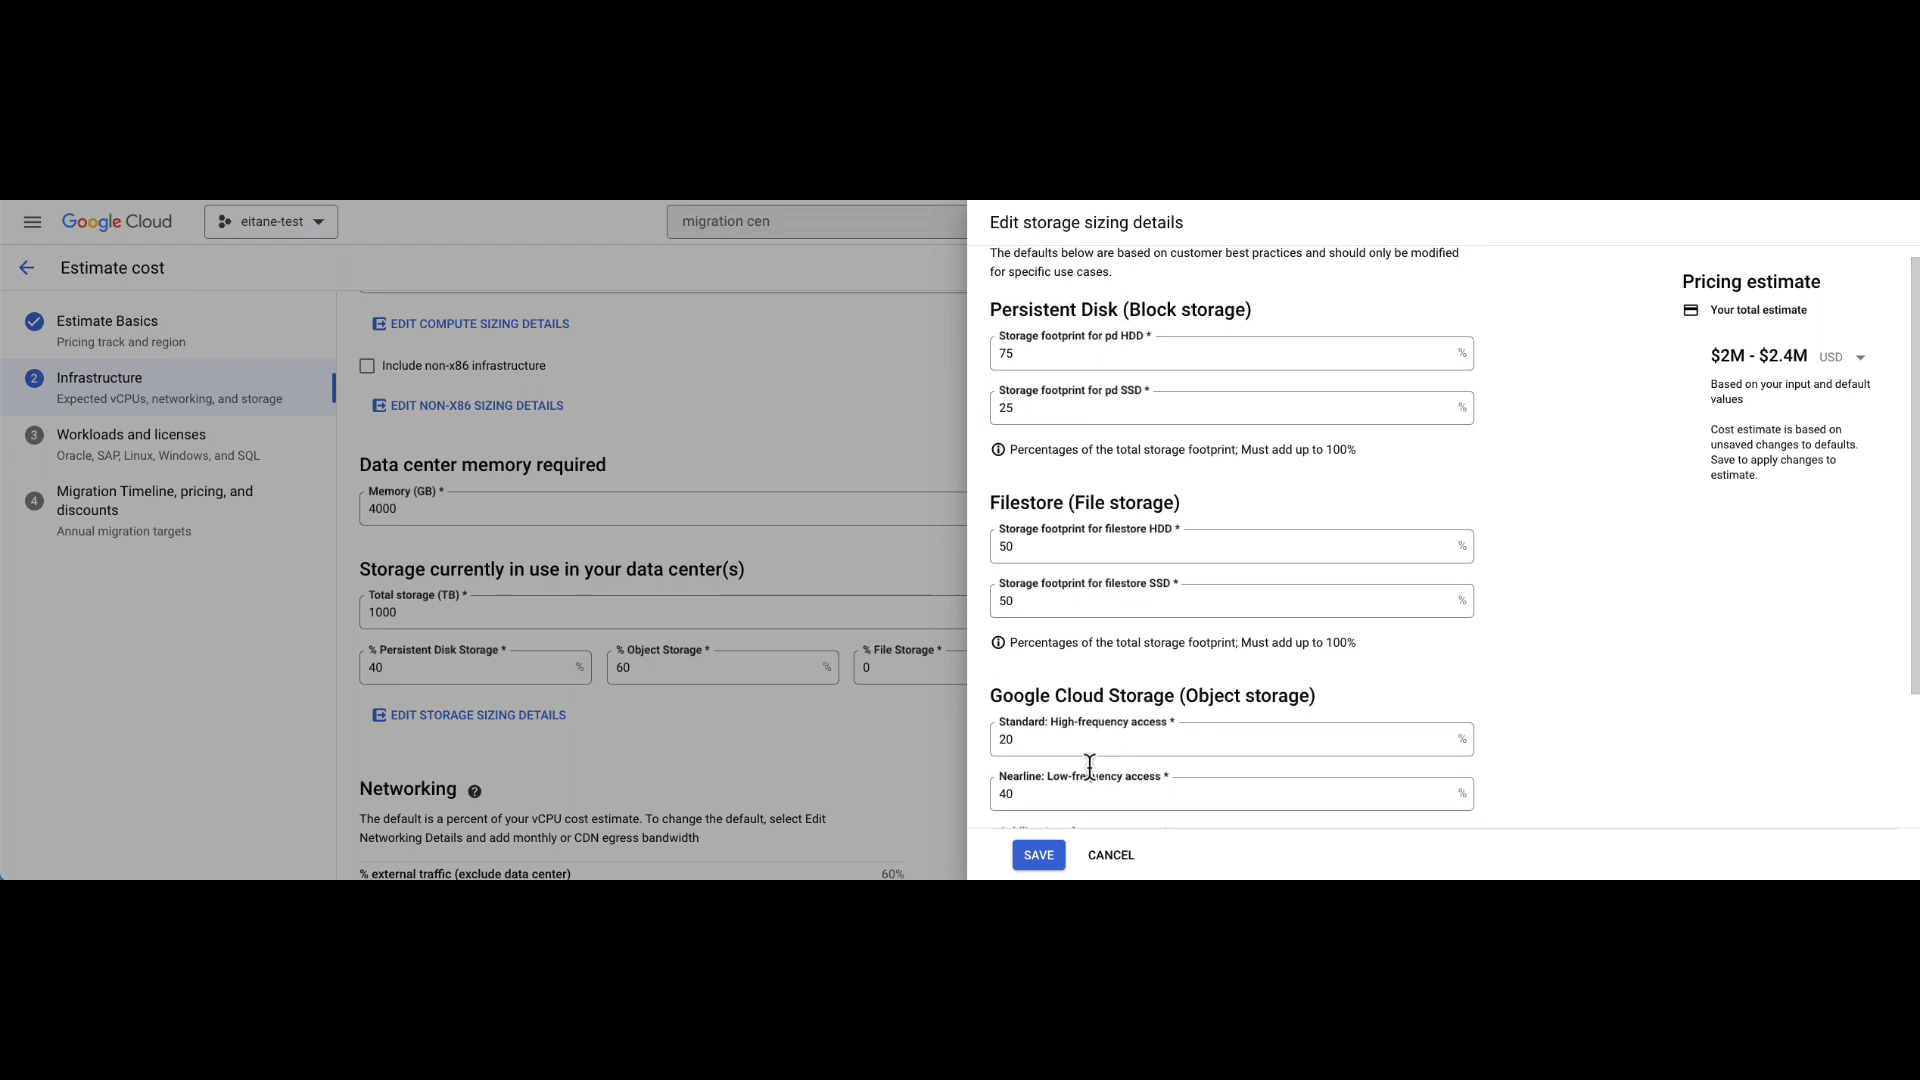 Google Cloud
eitane-test
migration cen
Estimate cost
Estimate Basics
Pricing track and region
2
Infrastructure
Expected vCPUs, networking, and storage
3
Workloads and licenses
Oracle, SAP, Linux, Windows, and SQL
4
Migration Timeline, pricing, and
discounts
Annual migration targets
EDIT COMPUTE SIZING DETAILS
Include non-x86 infrastructure
EDIT NON-X86 SIZING DETAILS
Data center memory required
Memory (GB) *
4000
Storage currently in use in your data center(s)
Total storage (TB) *
1000
% Persistent Disk Storage *
40 %
% Object Storage *
60 %
% File Storage *
0
EDIT STORAGE SIZING DETAILS
Networking ?
The default is a percent of your vCPU cost estimate. To change the default, select Edit
Networking Details and add monthly or CDN egress bandwidth
% external traffic (exclude data center) 60%
Edit storage sizing details
The defaults below are based on customer best practices and should only be modified
for specific use cases.
Persistent Disk (Block storage)
Storage footprint for pd HDD *
75 %
Storage footprint for pd SSD *
25 %
Percentages of the total storage footprint; Must add up to 100%
Filestore (File storage)
Storage footprint for filestore HDD *
50 %
Storage footprint for filestore SSD *
50 %
Percentages of the total storage footprint; Must add up to 100%
Google Cloud Storage (Object storage)
Standard: High-frequency access *
20 %
Nearline: Low-frequency access *
40 %
SAVE
CANCEL
Pricing estimate
Your total estimate
$2M - $2.4M USD
Based on your input and default
values
Cost estimate is based on
unsaved changes to defaults.
Save to apply changes to
estimate.